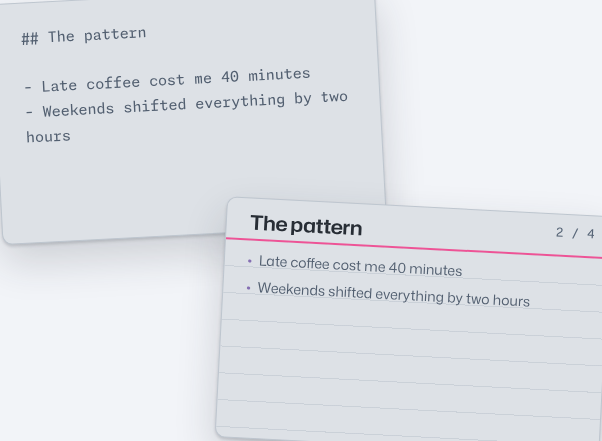 ## The pattern
- Late coffee cost me 40 minutes
- Weekends shifted everything by two
hours
The pattern
2 / 4
• Late coffee cost me 40 minutes
• Weekends shifted everything by two hours